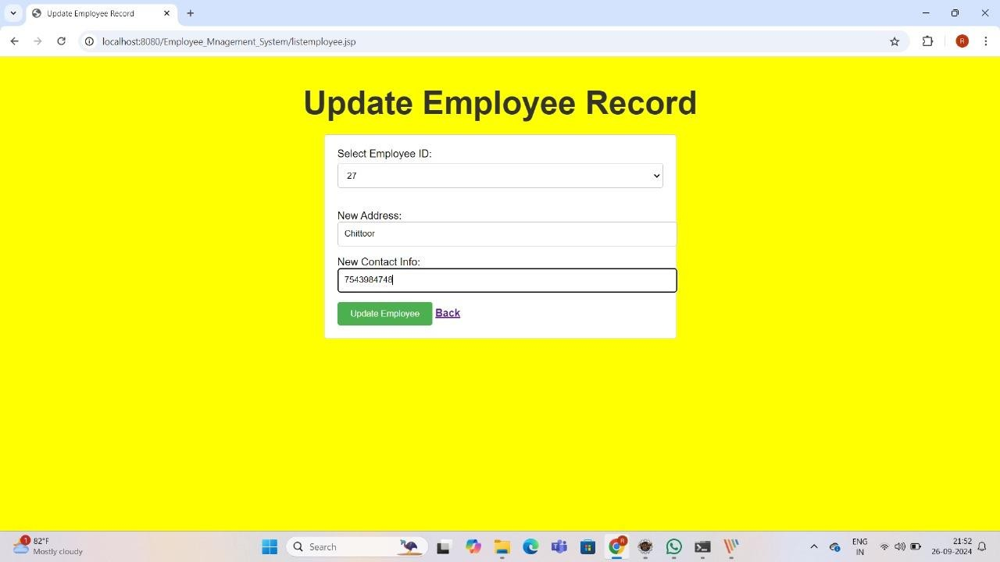 Update Employee Record
localhost:8080/Employee_Mnagement_System/listemployee.jsp
R
Update Employee Record
Select Employee ID:
27
New Address:
Chittoor
New Contact Info:
7543984748
Update Employee Back
1
82°F
Mostly cloudy
Search
R
ENG
IN
21:52
26-09-2024